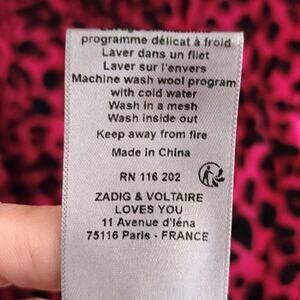 programme délicat à froid
Laver dans un filet
Laver sur l'envers
Machine wash wool program
with cold water
Wash in a mesh
Wash inside out
Keep away from fire
Made in China
RN 116 202
ZADIG & VOLTAIRE
LOVES YOU
11 Avenue d'Iéna
75116 Paris - FRANCE